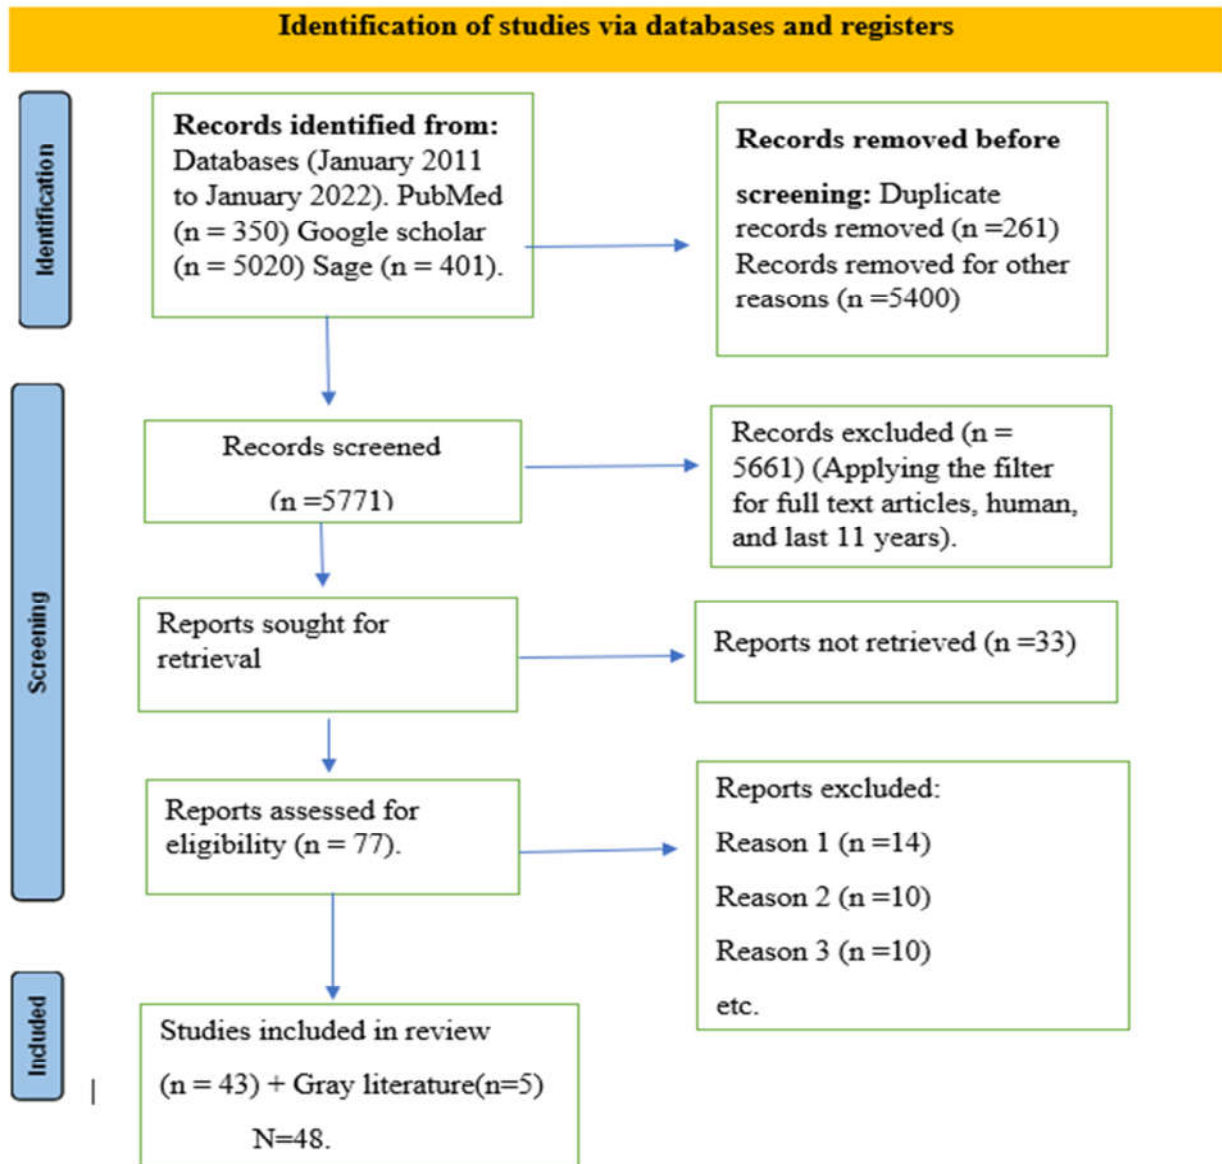 Identification of studies via databases and registers
Identification
Records identified from:
Databases (January 2011
to January 2022). PubMed
(n = 350) Google scholar
(n = 5020) Sage (n = 401).
Records removed before
screening: Duplicate
records removed (n =261)
Records removed for other
reasons (n =5400)
Screening
Records screened
(n =5771)
Records excluded (n =
5661) (Applying the filter
for full text articles, human,
and last 11 years).
Reports sought for
retrieval
Reports not retrieved (n =33)
Reports assessed for
eligibility (n = 77).
Reports excluded:
Reason 1 (n =14)
Reason 2 (n =10)
Reason 3 (n =10)
etc.
Included
Studies included in review
(n = 43) + Gray literature(n=5)
N=48.